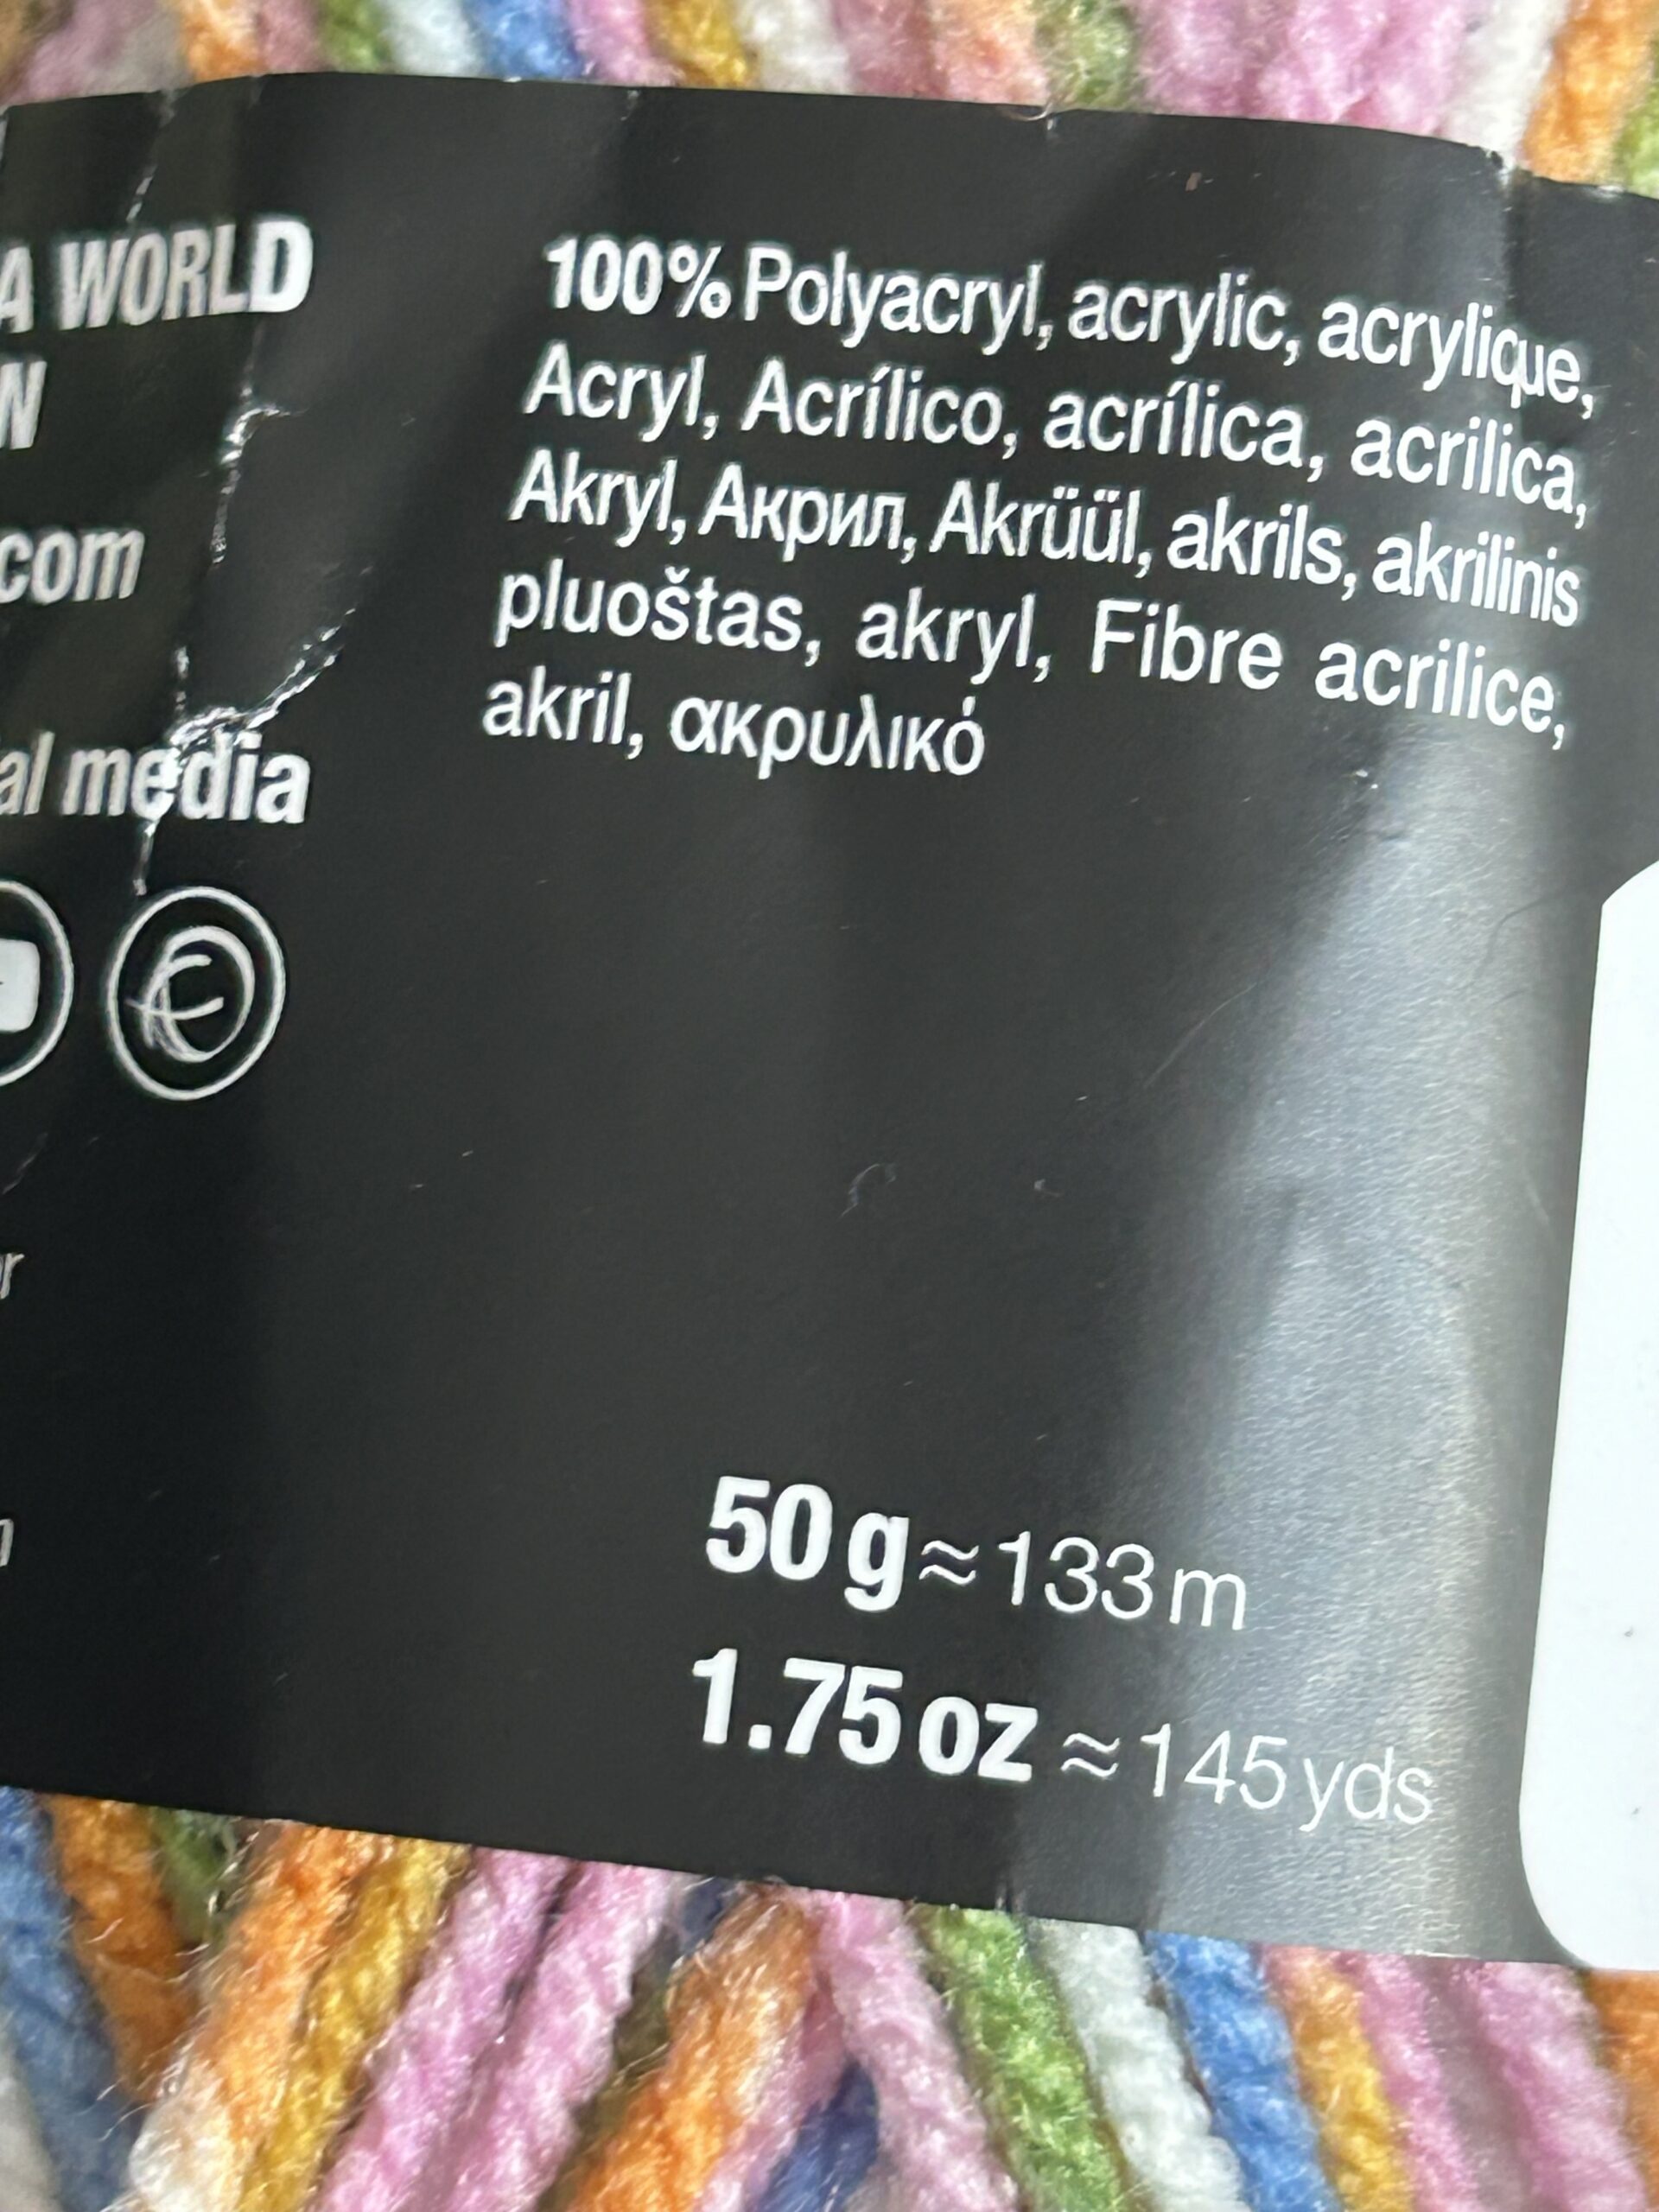 A WORLD
N
com
al media
100% Polyacryl, acrylic, acrylique,
Acryl, Acrílico, acrílica, acrilica,
Akryl, Акрил, Akrüül, akrils, akrilinis
pluoštas, akryl, Fibre acrilice,
akril, ακρυλικό
50 g ≈ 133 m
1.75 oz ≈ 145 yds